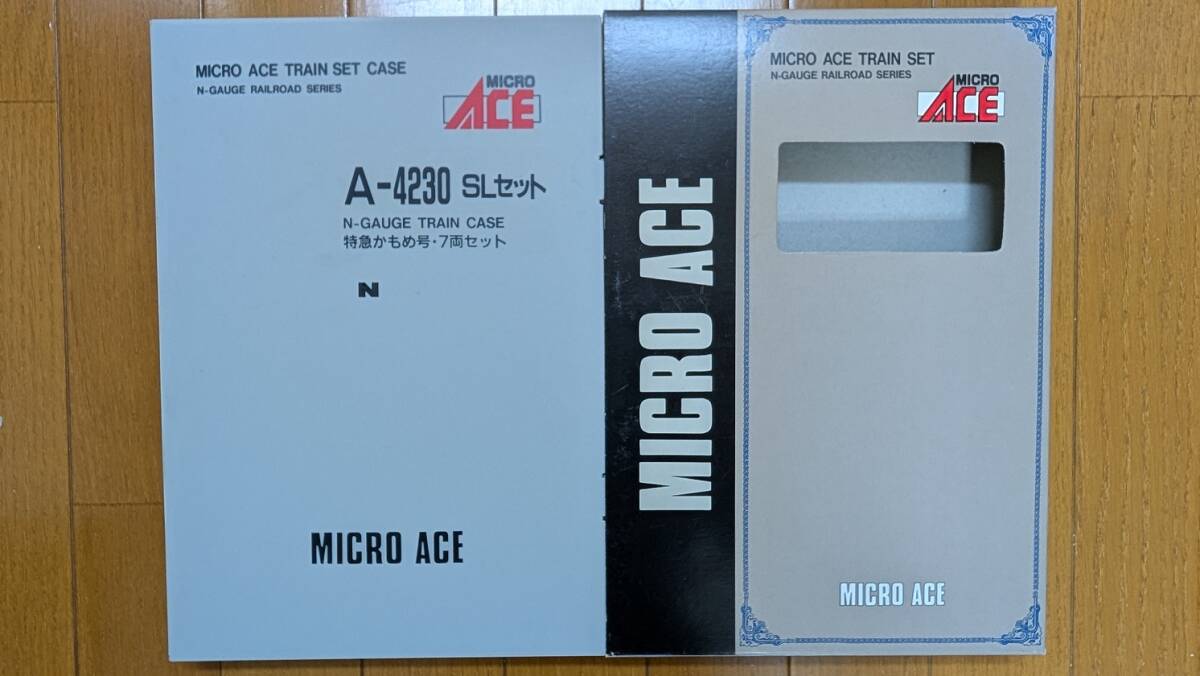 MICRO ACE TRAIN SET CASE
N-GAUGE RAILROAD SERIES
MICRO
ACE
A-4230 SLセット
N-GAUGE TRAIN CASE
特急かもめ号・7両セット
N
MICRO ACE
MICRO ACE
MICRO ACE TRAIN SET
N-GAUGE RAILROAD SERIES
MICRO
ACE
MICRO ACE